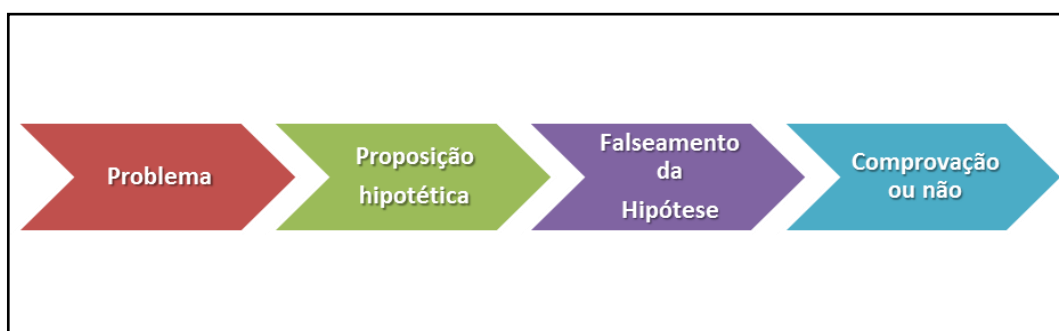 Problema
Proposição
hipotética
Falseamento
da
Hipótese
Comprovação
ou não